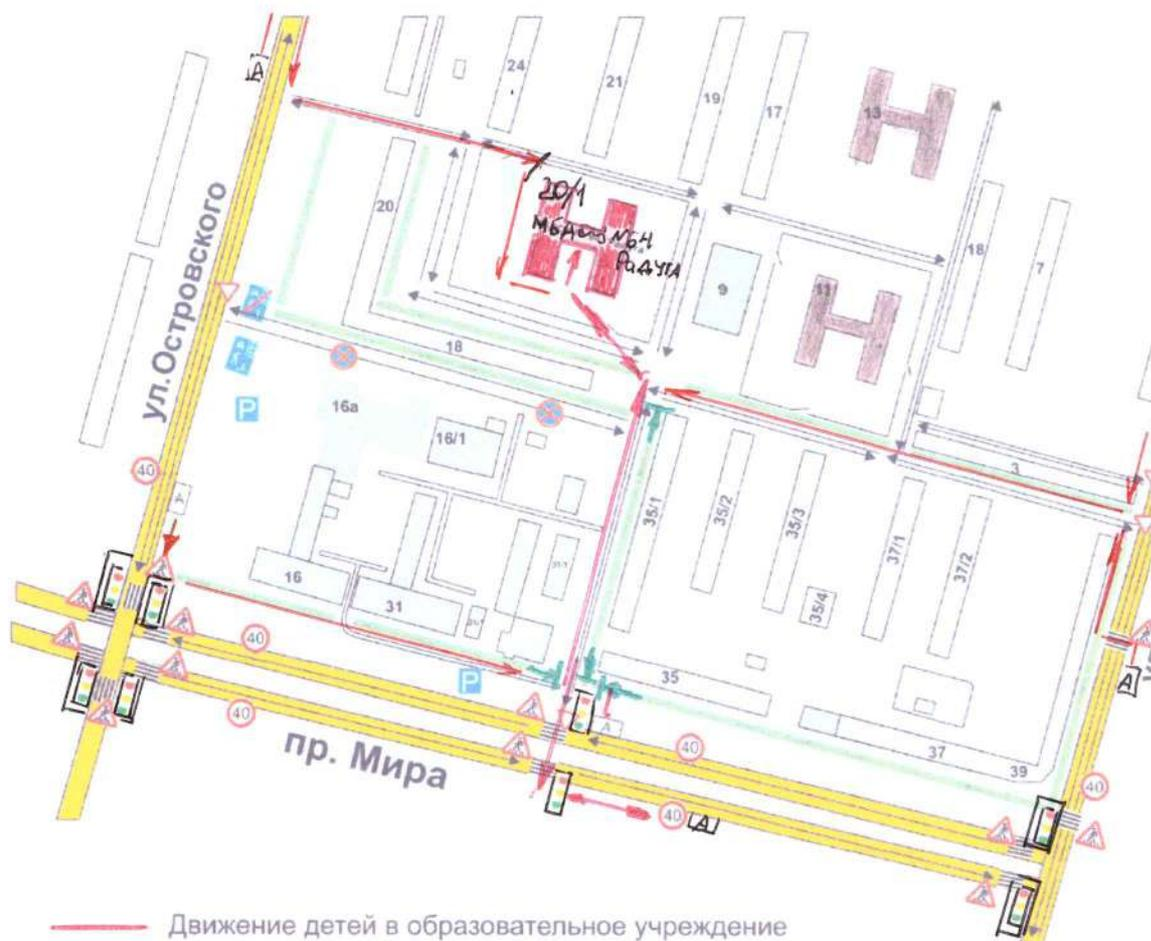 А
24
21
19
17
13
20
20/1
МБДОУ №64
Радуга
18
7
9
11
ул.Островского
18
16а
16/1
P
40
А
3
35/1
35/2
35/3
37/1
37/2
35/4
16
31
40
P
35
А
37
39
40
40
40
А
40
А
пр. Мира
Движение детей в образовательное учреждение